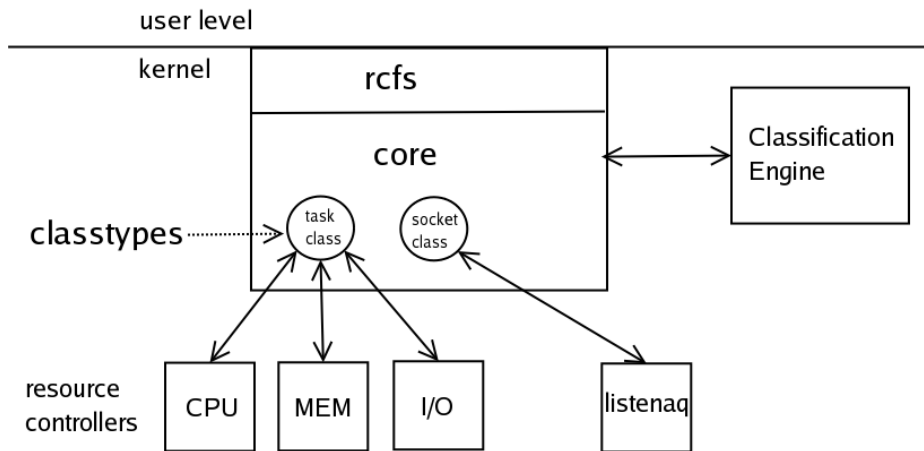 user level
kernel
rcfs
core
Classification
Engine
classtypes
task
class
socket
class
resource
controllers
CPU
MEM
I/O
listenaq